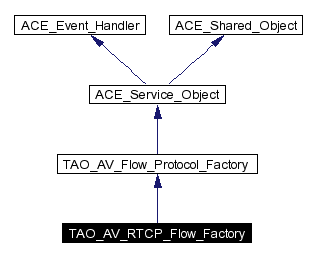 ACE_Event_Handler
ACE_Shared_Object
ACE_Service_Object
TAO_AV_Flow_Protocol_Factory
TAO_AV_RTCP_Flow_Factory